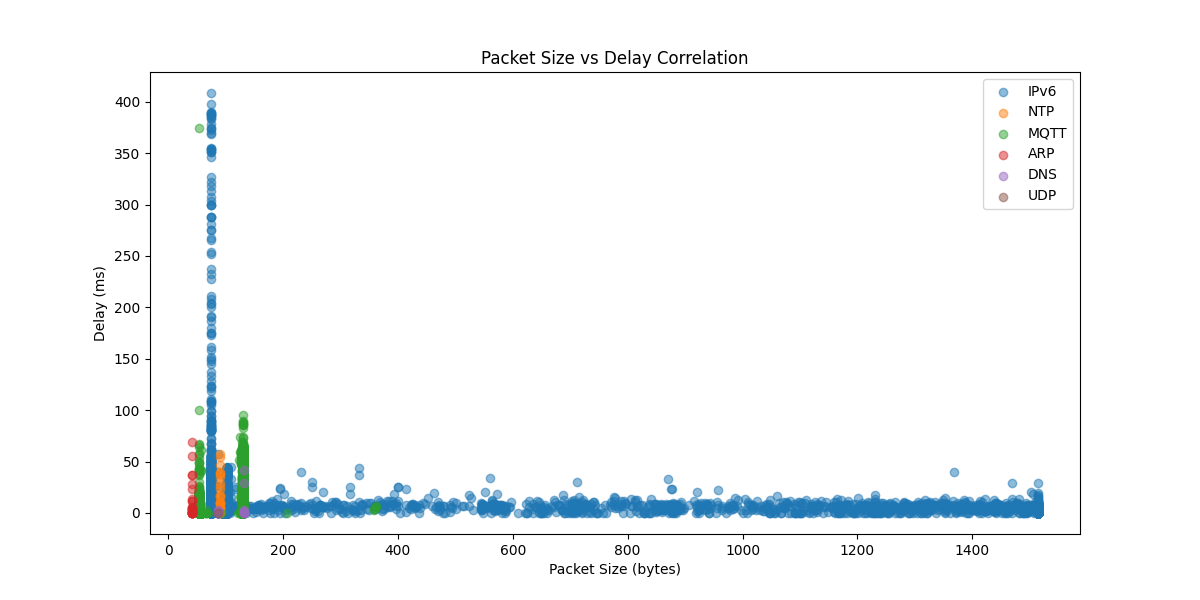 Packet Size vs Delay Correlation
IPv6
NTP
MQTT
ARP
DNS
UDP
400
350
300
250
200
150
100
50
0
Delay (ms)
0 200 400 600 800 1000 1200 1400
Packet Size (bytes)